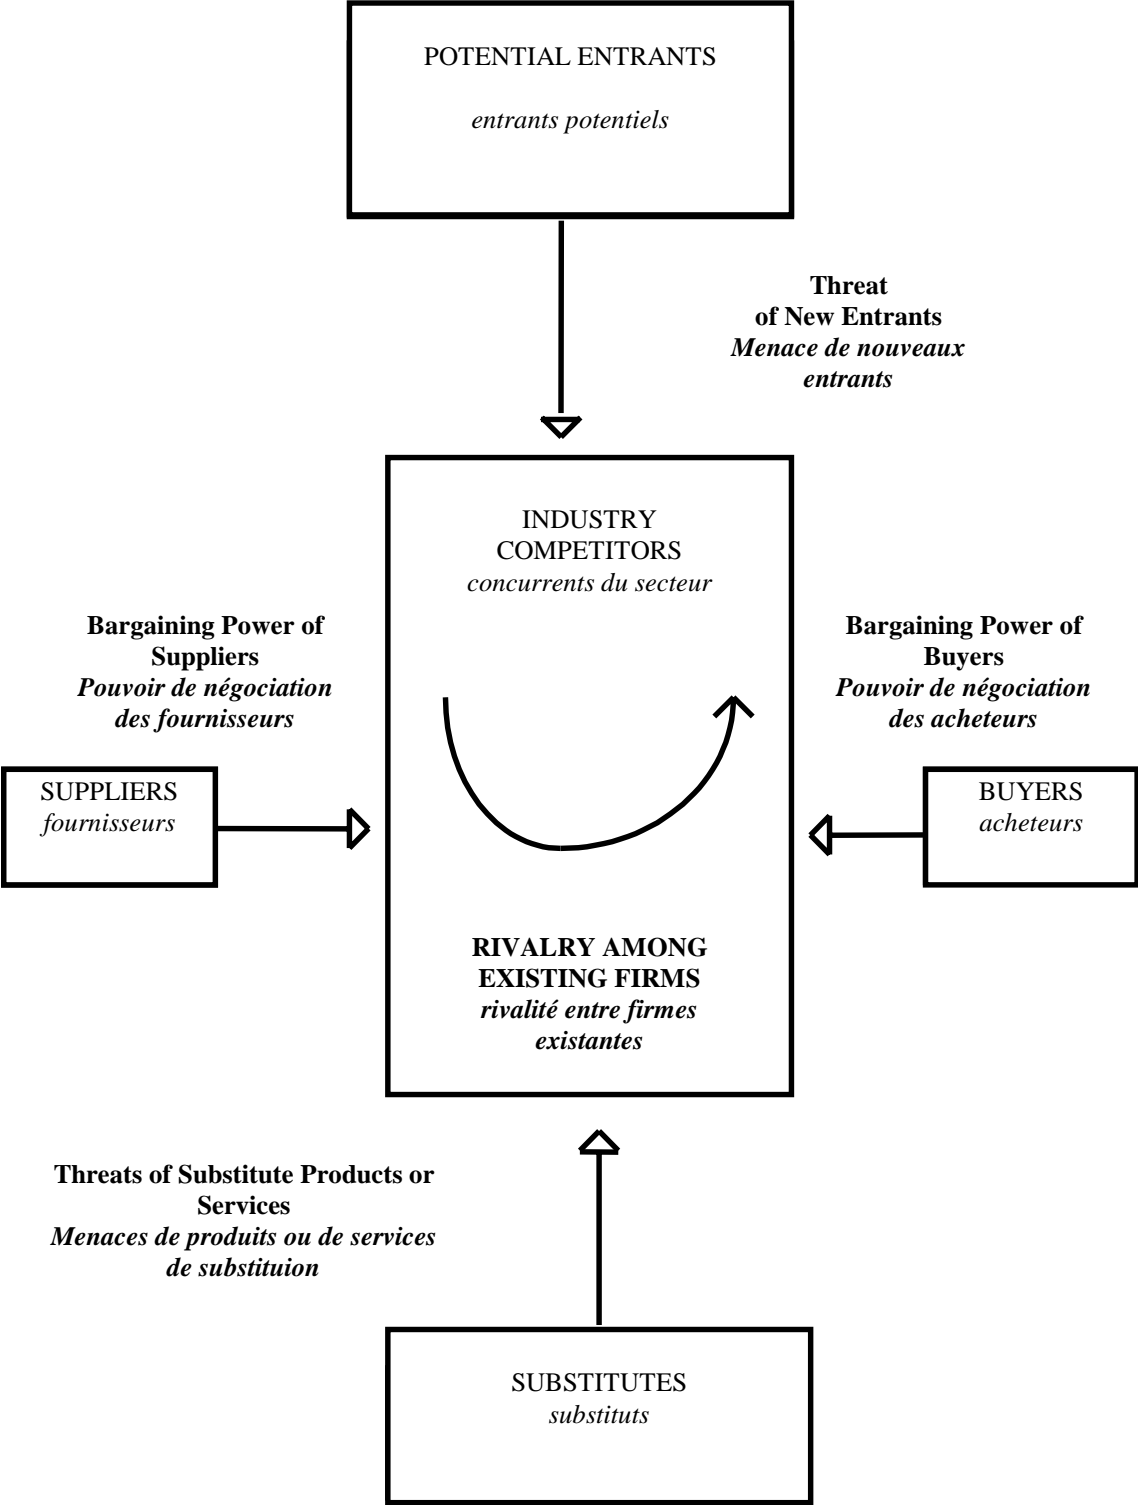 POTENTIAL ENTRANTS
entrants potentiels
Threat
of New Entrants
Menace de nouveaux
entrants
INDUSTRY
COMPETITORS
concurrents du secteur
Bargaining Power of
Suppliers
Pouvoir de négociation
des fournisseurs
Bargaining Power of
Buyers
Pouvoir de négociation
des acheteurs
SUPPLIERS
fournisseurs
BUYERS
acheteurs
RIVALRY AMONG
EXISTING FIRMS
rivalité entre firmes
existantes
Threats of Substitute Products or
Services
Menaces de produits ou de services
de substituion
SUBSTITUTES
substituts